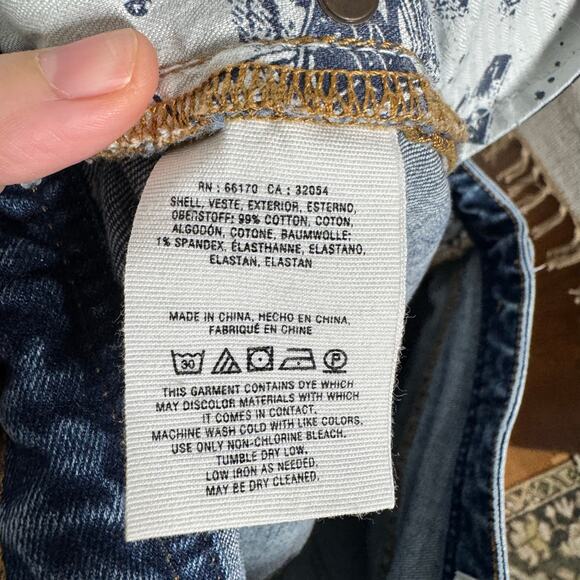 RN : 66170 CA : 32054
SHELL, VESTE, EXTERIOR, ESTERNO,
OBERSTOFF: 99% COTTON, COTON,
ALGODÓN, COTONE, BAUMWOLLE:
1% SPANDEX, ÉLASTHANNE, ELASTANO,
ELASTAN, ELASTAN
MADE IN CHINA, HECHO EN CHINA,
FABRIQUÉ EN CHINE
30 P
THIS GARMENT CONTAINS DYE WHICH
MAY DISCOLOR MATERIALS WITH WHICH
IT COMES IN CONTACT.
MACHINE WASH COLD WITH LIKE COLORS.
USE ONLY NON-CHLORINE BLEACH.
TUMBLE DRY LOW.
LOW IRON AS NEEDED.
MAY BE DRY CLEANED.